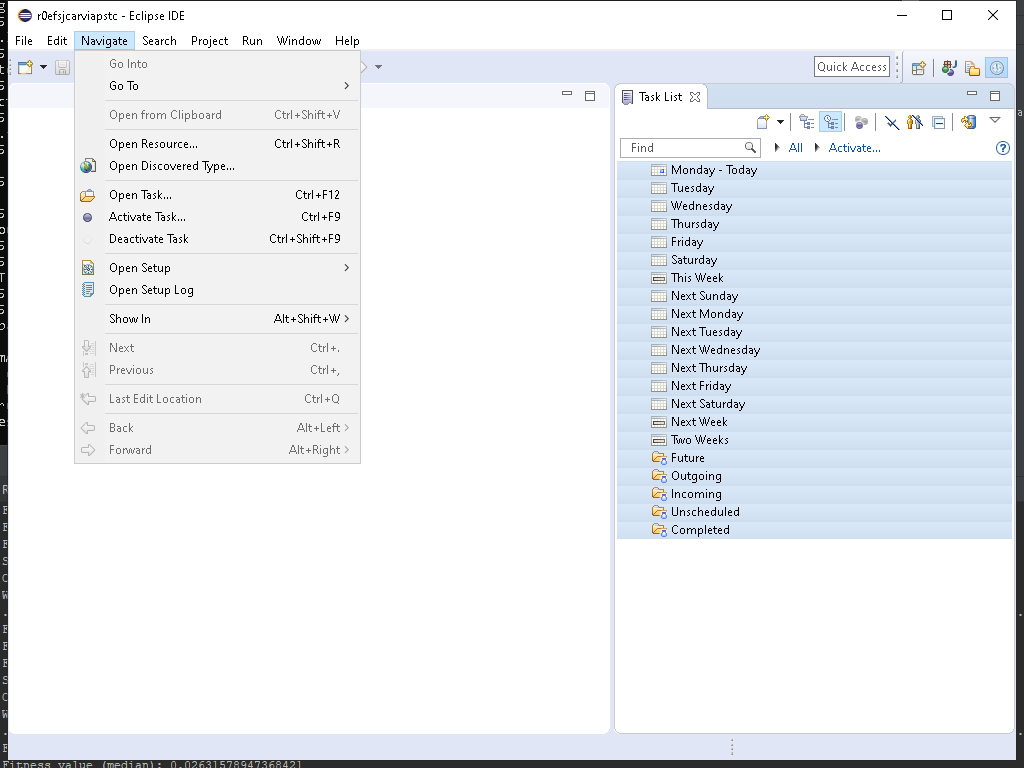 r0efsjcarviapstc - Eclipse IDE
File Edit Navigate Search Project Run Window Help
Quick Access
Go Into
Go To
Open from Clipboard Ctrl+Shift+V
Open Resource... Ctrl+Shift+R
Open Discovered Type...
Open Task... Ctrl+F12
Activate Task... Ctrl+F9
Deactivate Task Ctrl+Shift+F9
Open Setup
Open Setup Log
Show In Alt+Shift+W
Next Ctrl+.
Previous Ctrl+,
Last Edit Location Ctrl+Q
Back Alt+Left
Forward Alt+Right
Task List
Find All Activate...
Monday - Today
Tuesday
Wednesday
Thursday
Friday
Saturday
This Week
Next Sunday
Next Monday
Next Tuesday
Next Wednesday
Next Thursday
Next Friday
Next Saturday
Next Week
Two Weeks
Future
Outgoing
Incoming
Unscheduled
Completed
Fitness value (median): 0.02631578947368421